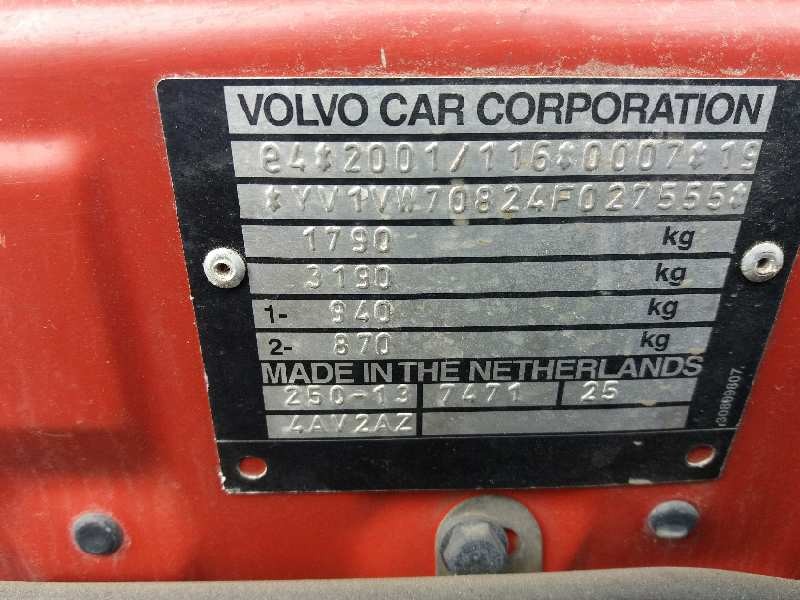 VOLVO CAR CORPORATION
e4*2001/116*0007*19
*YV1VW70824F027555*
1790 kg
3190 kg
1- 940 kg
2- 870 kg
MADE IN THE NETHERLANDS
250-13 7471 25
4AV2AZ
30899807.